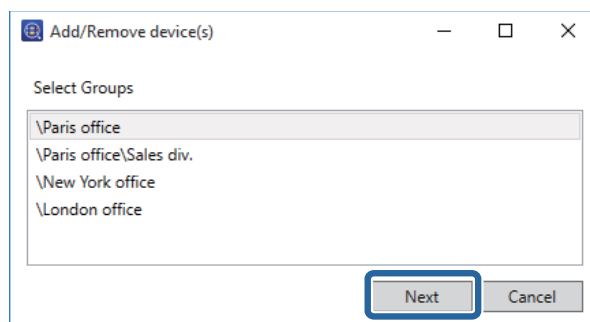 Add/Remove device(s)
Select Groups
\Paris office
\Paris office\Sales div.
\New York office
\London office
Next Cancel